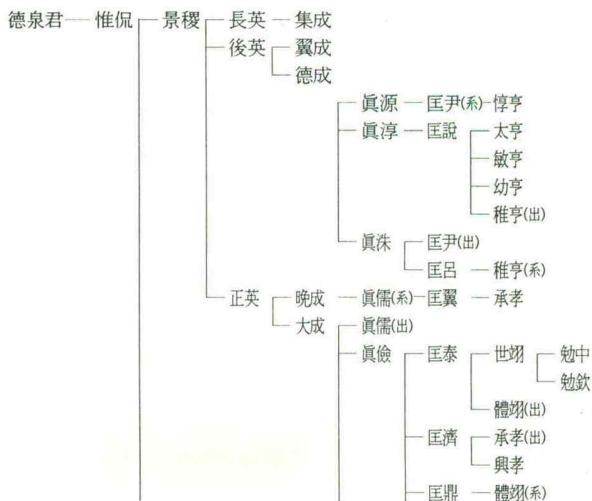 德泉君 惟侃 景稷 長英 集成
後英 翼成
德成
眞源 匡尹(系) 惇亨
眞淳 匡說 太亨
敏亨
幼亨
稚亨(出)
眞洙 匡尹(出)
匡呂 稚亨(系)
正英 晩成 眞儒(系) 匡翼 承孝
大成 眞儒(出)
眞儉 匡泰 世翊 勉中
勉欽
體翊(出)
匡濟 承孝(出)
興孝
匡鼎 體翊(系)